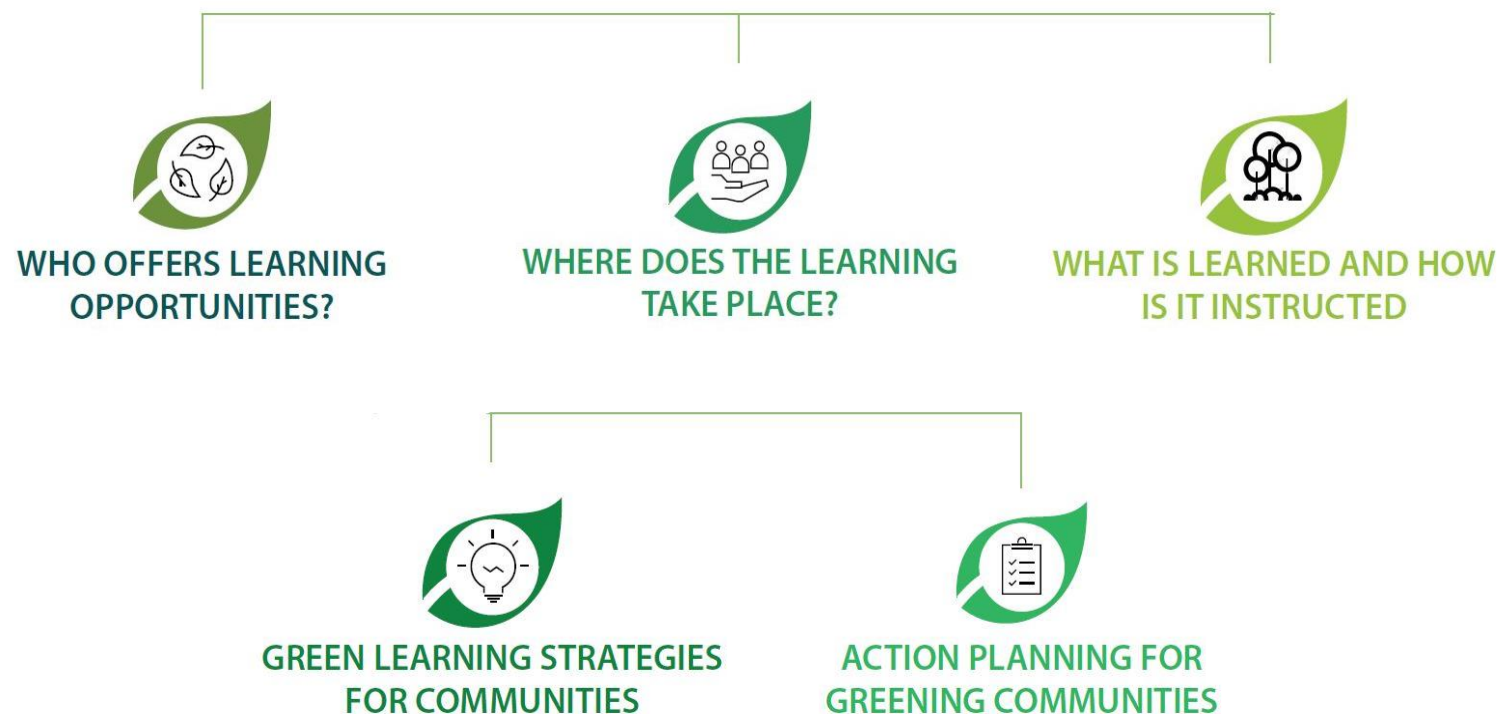 WHO OFFERS LEARNING
OPPORTUNITIES?
WHERE DOES THE LEARNING
TAKE PLACE?
WHAT IS LEARNED AND HOW
IS IT INSTRUCTED
GREEN LEARNING STRATEGIES
FOR COMMUNITIES
ACTION PLANNING FOR
GREENING COMMUNITIES